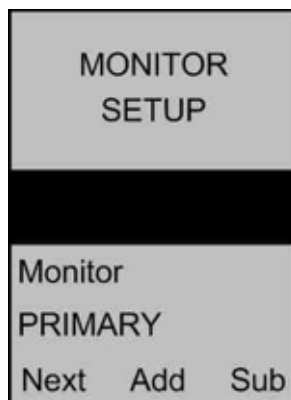 MONITOR
SETUP
Monitor
PRIMARY
Next Add Sub